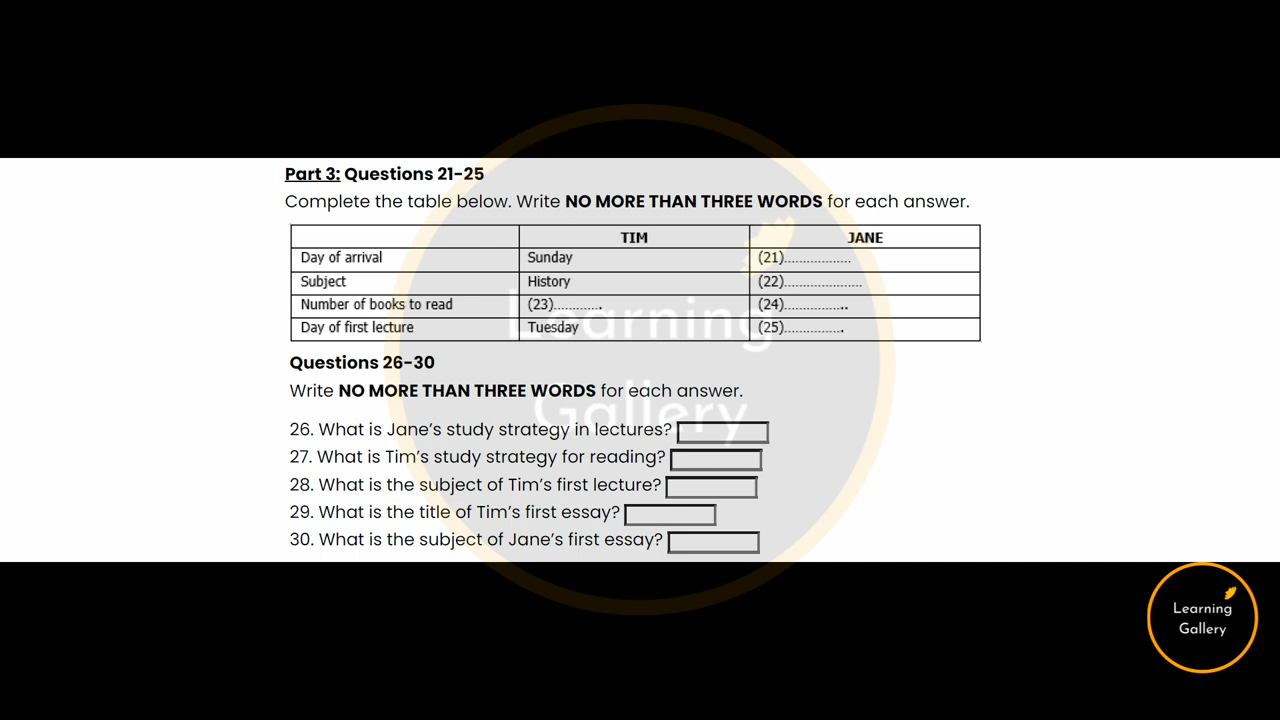 Part 3: Questions 21-25
Complete the table below. Write NO MORE THAN THREE WORDS for each answer.
TIM JANE
Day of arrival Sunday (21)...................
Subject History (22)......................
Number of books to read (23)............. (24)..................
Day of first lecture Tuesday (25).................
Questions 26-30
Write NO MORE THAN THREE WORDS for each answer.
26. What is Jane's study strategy in lectures?
27. What is Tim's study strategy for reading?
28. What is the subject of Tim's first lecture?
29. What is the title of Tim's first essay?
30. What is the subject of Jane's first essay?
Learning
Gallery
Learning
Gallery